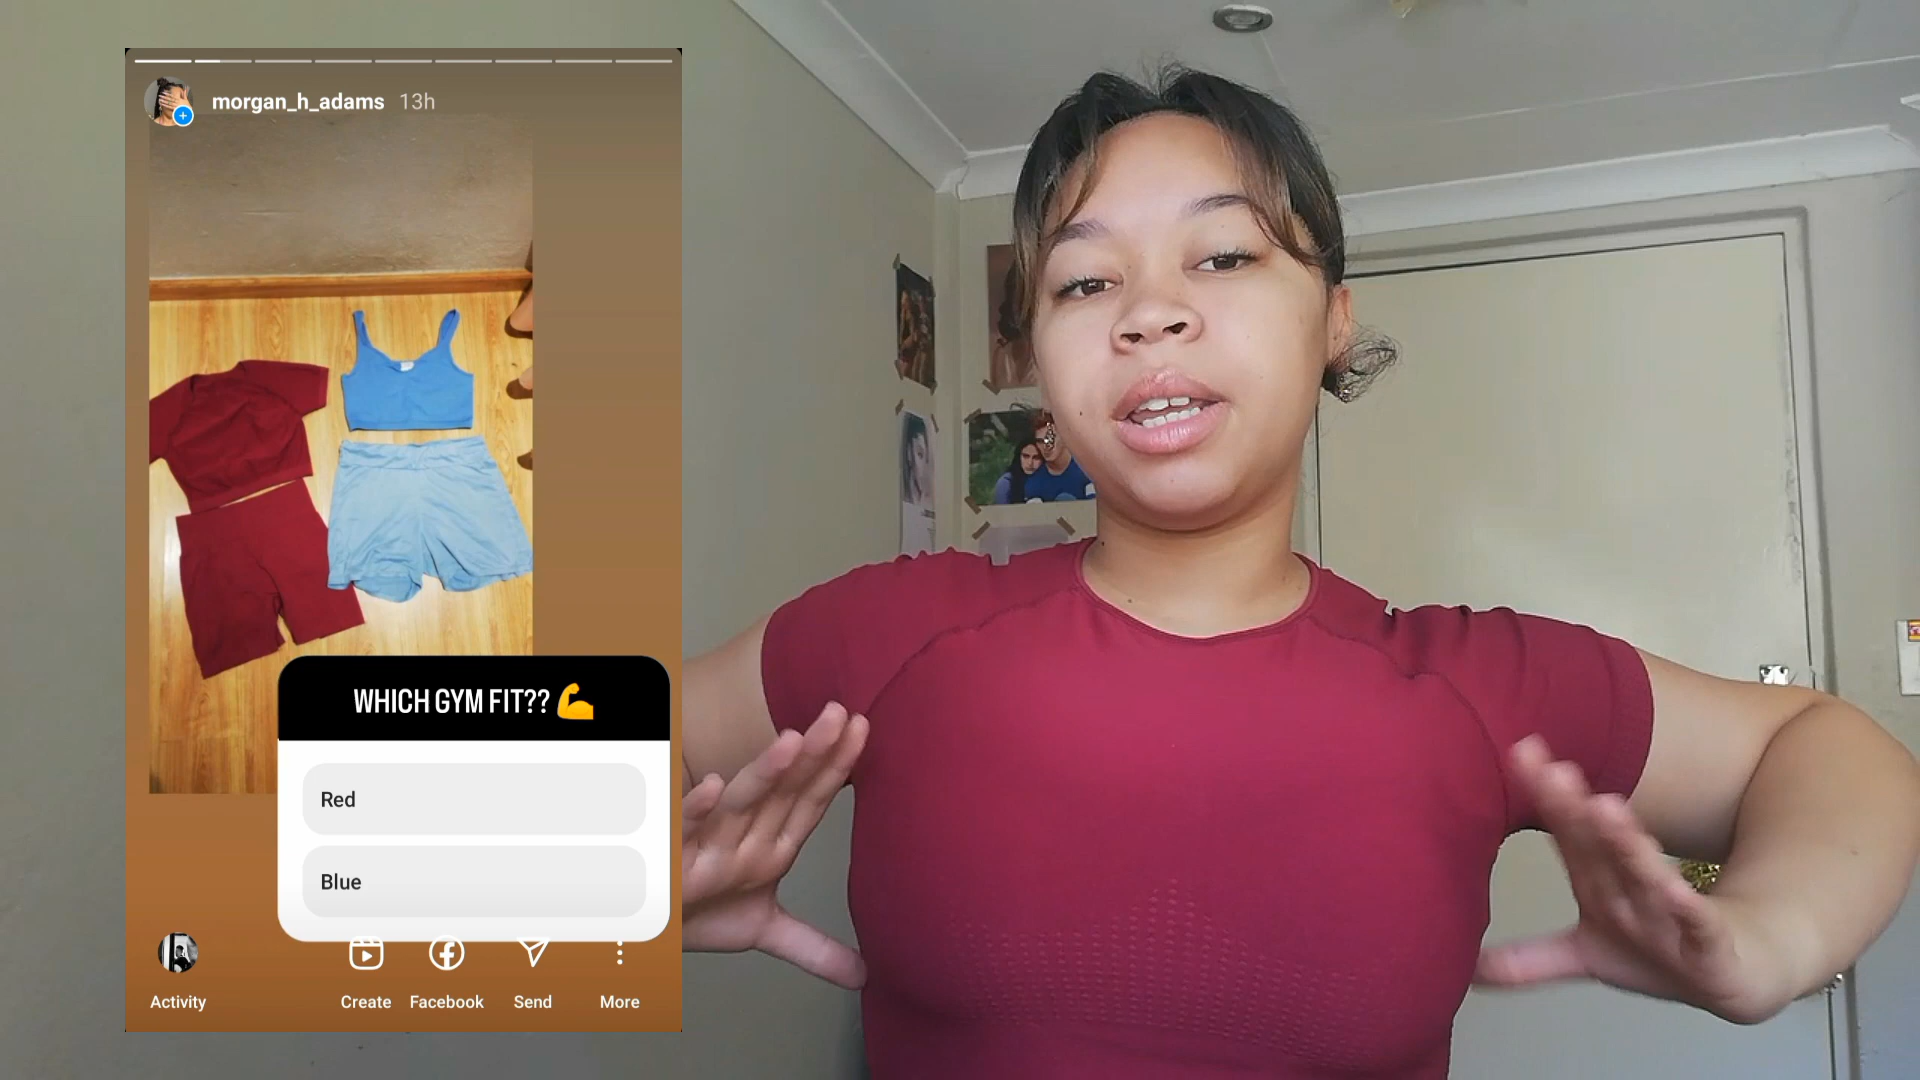 morgan_h_adams 13h
WHICH GYM FIT?? 💪
Red
Blue
Activity
Create
Facebook
Send
More